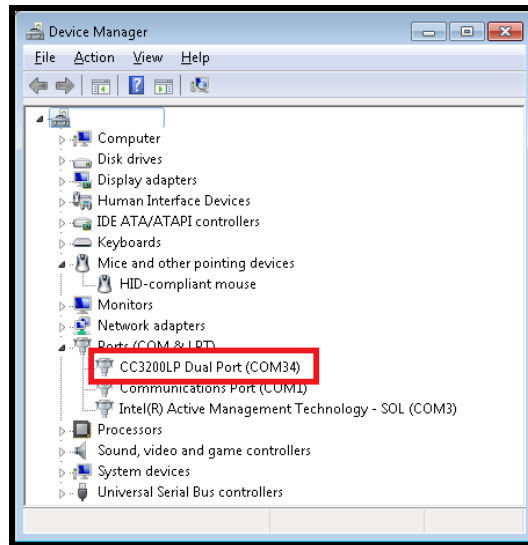 Device Manager
File Action View Help
Computer
Disk drives
Display adapters
Human Interface Devices
IDE ATA/ATAPI controllers
Keyboards
Mice and other pointing devices
HID-compliant mouse
Monitors
Network adapters
Ports (COM & LPT)
CC3200LP Dual Port (COM34)
Communications Port (COM1)
Intel(R) Active Management Technology - SOL (COM3)
Processors
Sound, video and game controllers
System devices
Universal Serial Bus controllers